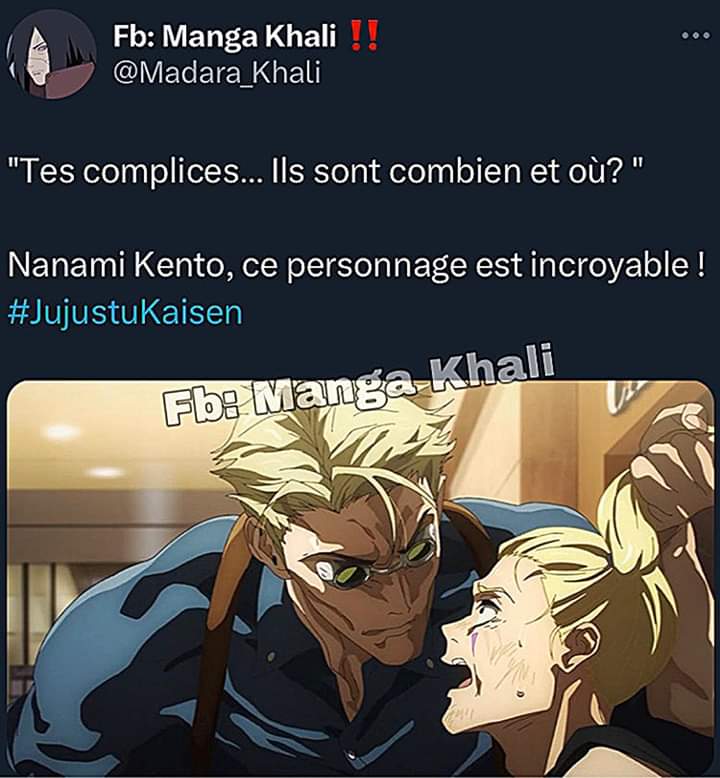 Fb: Manga Khali ‼️
@Madara_Khali
"Tes complices... Ils sont combien et où? "
Nanami Kento, ce personnage est incroyable !
#JujustuKaisen
Fb: Manga Khali